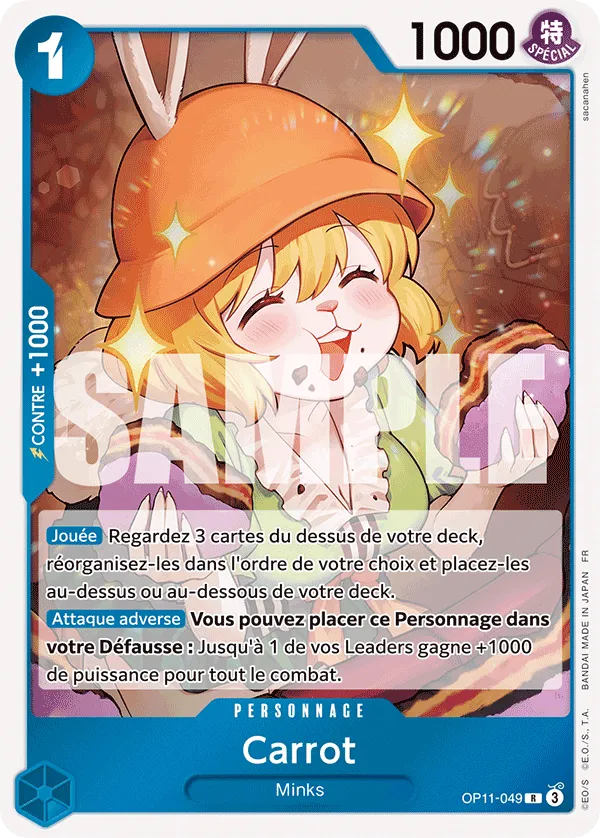 1
1000
特
SPÉCIAL
sacanahen
CONTRE +1000
SAMPLE
Jouée Regardez 3 cartes du dessus de votre deck,
réorganisez-les dans l'ordre de votre choix et placez-les
au-dessus ou au-dessous de votre deck.
Attaque adverse Vous pouvez placer ce Personnage dans
votre Défausse : Jusqu'à 1 de vos Leaders gagne +1000
de puissance pour tout le combat.
©E.O/S ©E.O./S., T.A. BANDAI MADE IN JAPAN FR
PERSONNAGE
Carrot
Minks
OP11-049 R 3